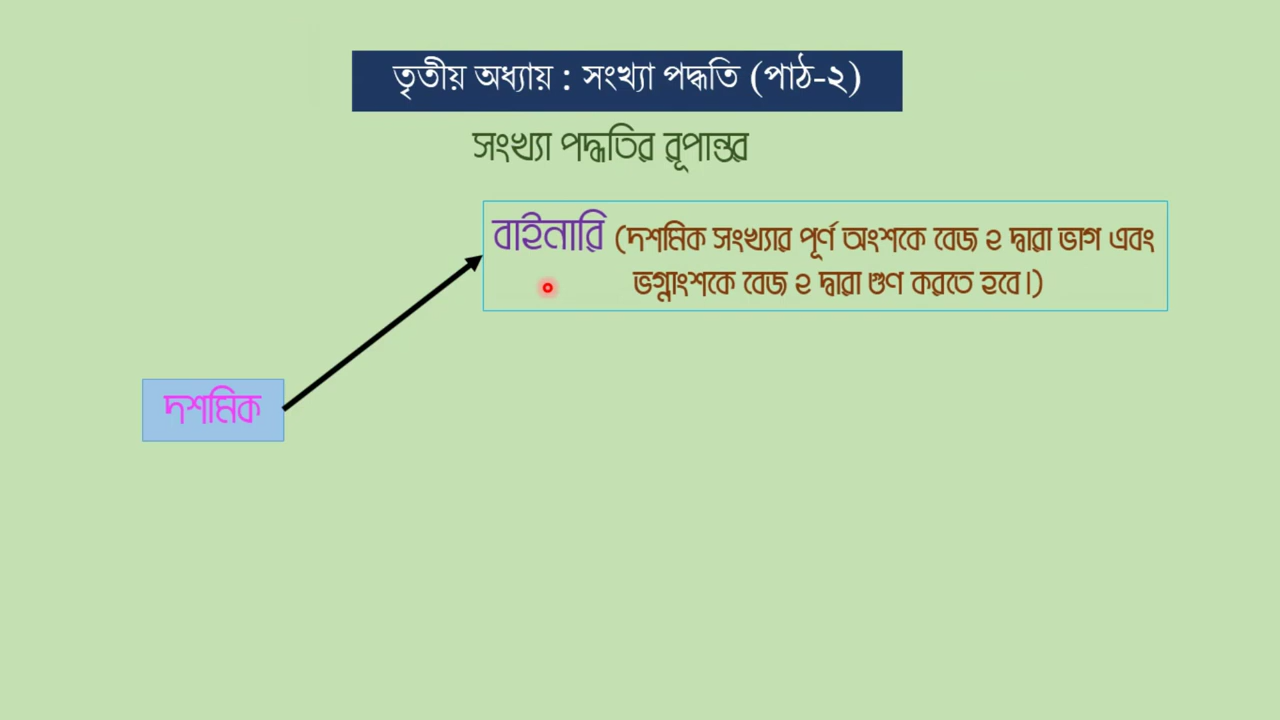 তৃতীয় অধ্যায় : সংখ্যা পদ্ধতি (পাঠ-২)
সংখ্যা পদ্ধতির রূপান্তর
বাইনারি (দশমিক সংখ্যার পূর্ণ অংশকে বেজ ২ দ্বারা ভাগ এবং
ভগ্নাংশকে বেজ ২ দ্বারা গুণ করতে হবে।)
দশমিক